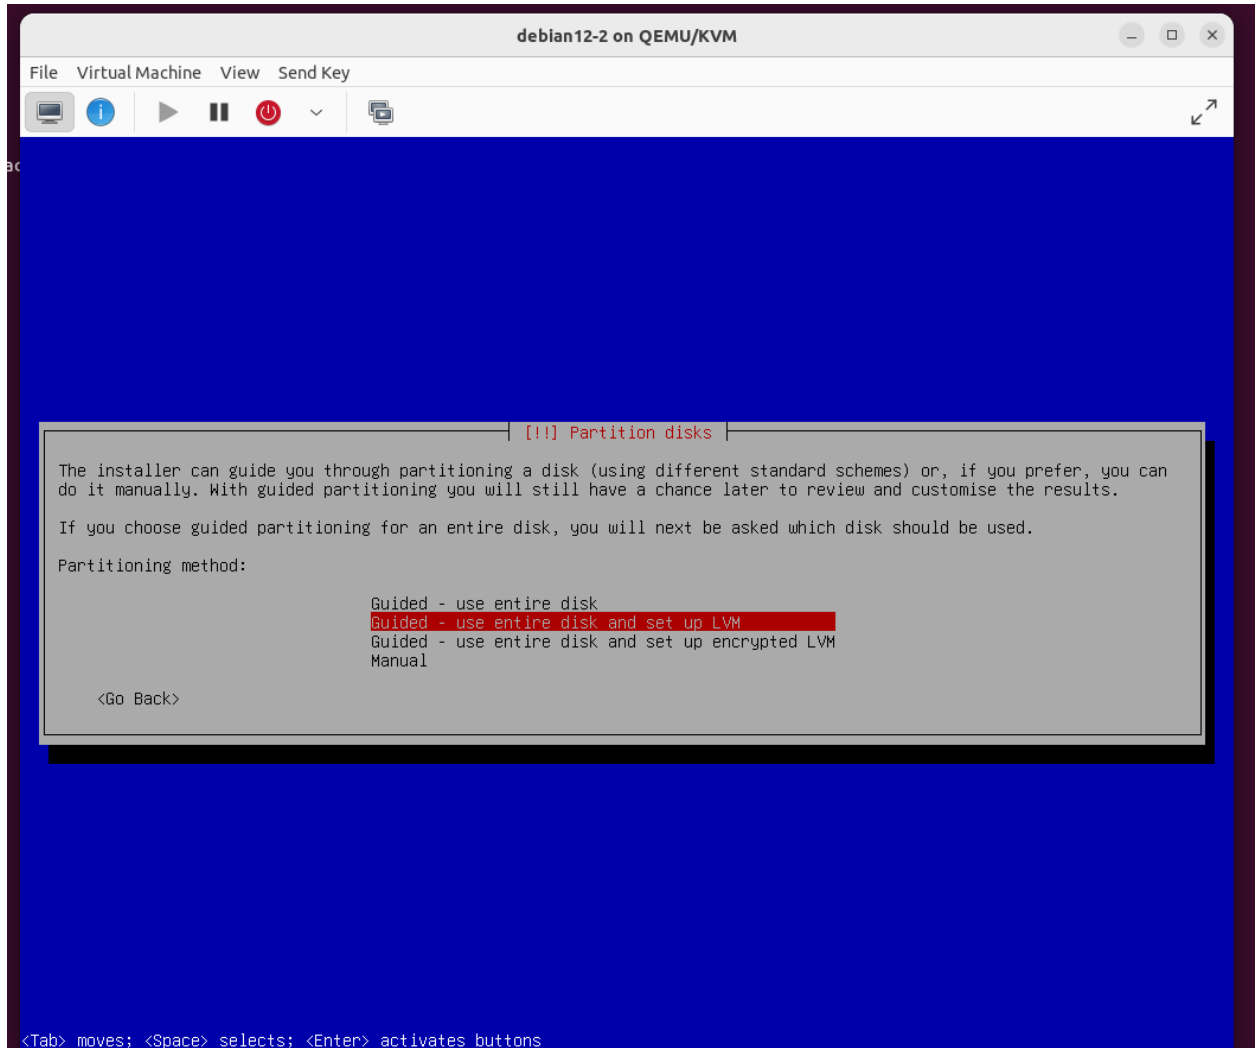 debian12-2 on QEMU/KVM
File Virtual Machine View Send Key
ac
[!!] Partition disks
The installer can guide you through partitioning a disk (using different standard schemes) or, if you prefer, you can
do it manually. With guided partitioning you will still have a chance later to review and customise the results.
If you choose guided partitioning for an entire disk, you will next be asked which disk should be used.
Partitioning method:
Guided - use entire disk
Guided - use entire disk and set up LVM
Guided - use entire disk and set up encrypted LVM
Manual
<Go Back>
<Tab> moves; <Space> selects; <Enter> activates buttons